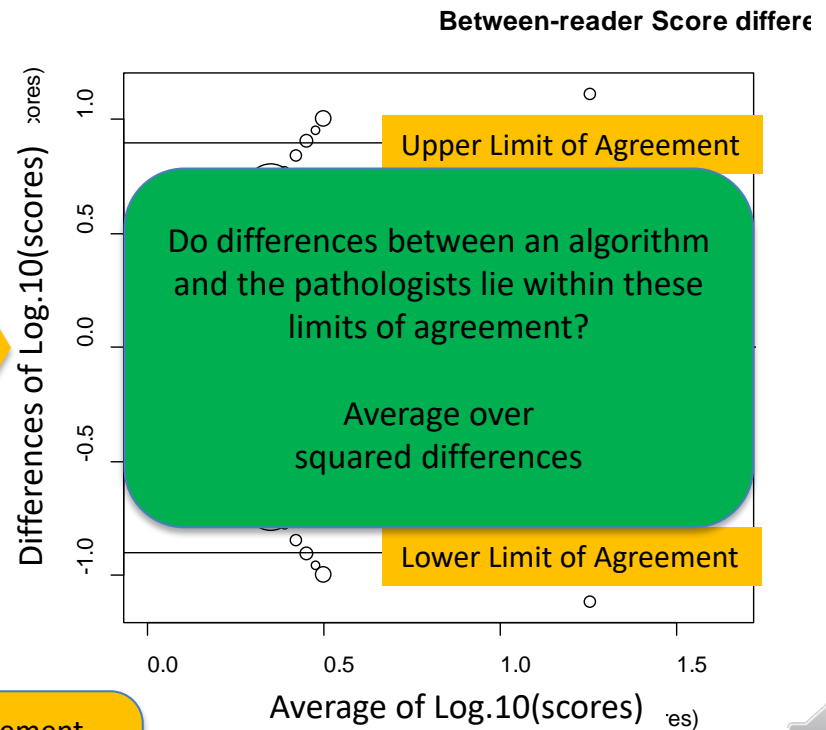 Between-reader Score differe
Differences of Log.10(scores)
ores)
1.0
0.5
0.0
-0.5
-1.0
Upper Limit of Agreement
Do differences between an algorithm
and the pathologists lie within these
limits of agreement?
Average over
squared differences
Lower Limit of Agreement
0.0 0.5 1.0 1.5
Average of Log.10(scores)
es)
ement